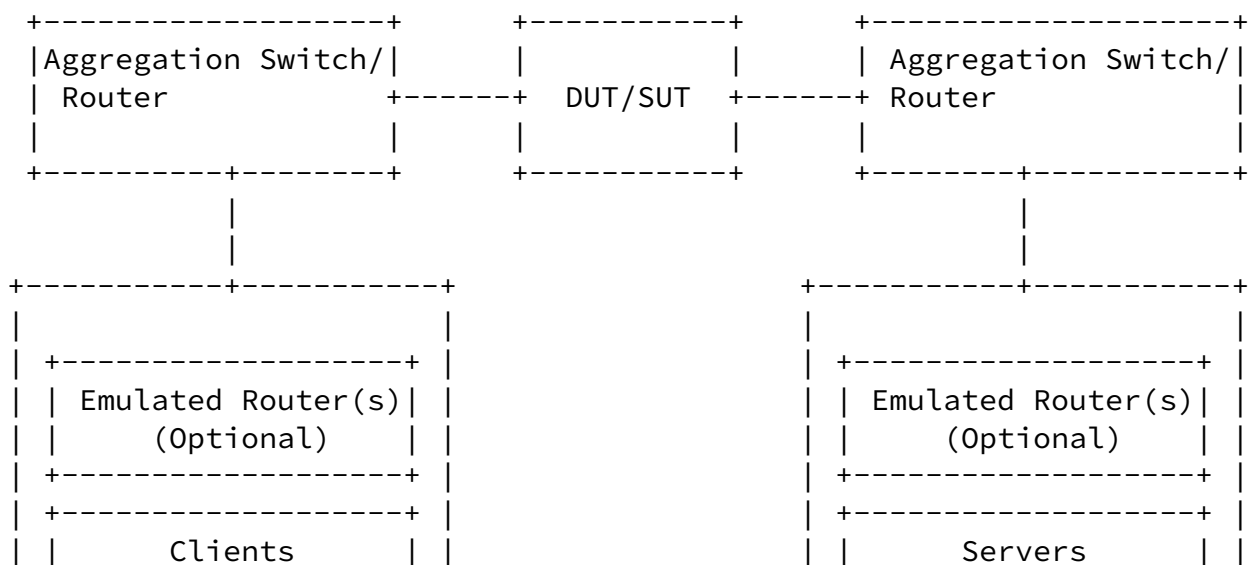 Aggregation Switch/ Aggregation Switch/
Router DUT/SUT Router
Emulated Router(s) Emulated Router(s)
(Optional) (Optional)
Clients Servers